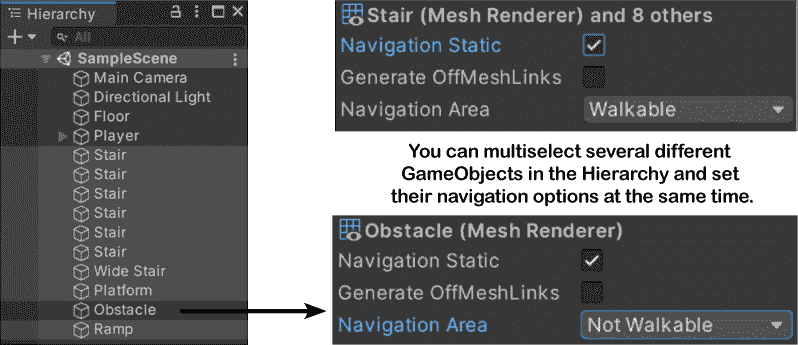 Hierarchy
All
SampleScene
Main Camera
Directional Light
Floor
Player
Stair
Stair
Stair
Stair
Stair
Stair
Wide Stair
Platform
Obstacle
Ramp
Stair (Mesh Renderer) and 8 others
Navigation Static
Generate OffMeshLinks
Navigation Area Walkable
You can multiselect several different
GameObjects in the Hierarchy and set
their navigation options at the same time.
Obstacle (Mesh Renderer)
Navigation Static
Generate OffMeshLinks
Navigation Area Not Walkable